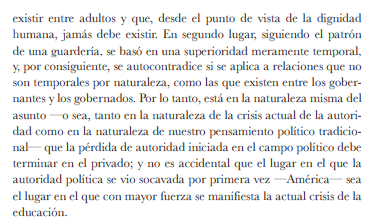 existir entre adultos y que, desde el punto de vista de la dignidad
humana, jamás debe existir. En segundo lugar, siguiendo el patrón
de una guardería, se basó en una superioridad meramente temporal,
y, por consiguiente, se autocontradice si se aplica a relaciones que no
son temporales por naturaleza, como las que existen entre los gober-
nantes y los gobernados. Por lo tanto, está en la naturaleza misma del
asunto —o sea, tanto en la naturaleza de la crisis actual de la autori-
dad como en la naturaleza de nuestro pensamiento político tradicio-
nal— que la pérdida de autoridad iniciada en el campo político debe
terminar en el privado; y no es accidental que el lugar en el que la
autoridad política se vio socavada por primera vez —América— sea
el lugar en el que con mayor fuerza se manifiesta la actual crisis de la
educación.